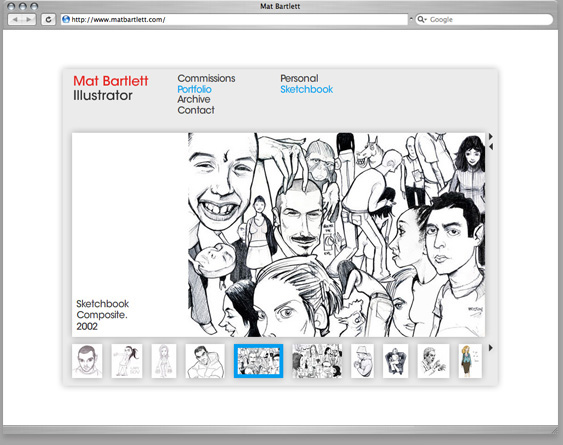 Mat Bartlett
http://www.matbartlett.com/
Google
Mat Bartlett
Illustrator
Commissions
Portfolio
Archive
Contact
Personal
Sketchbook
Sketchbook
Composite.
2002